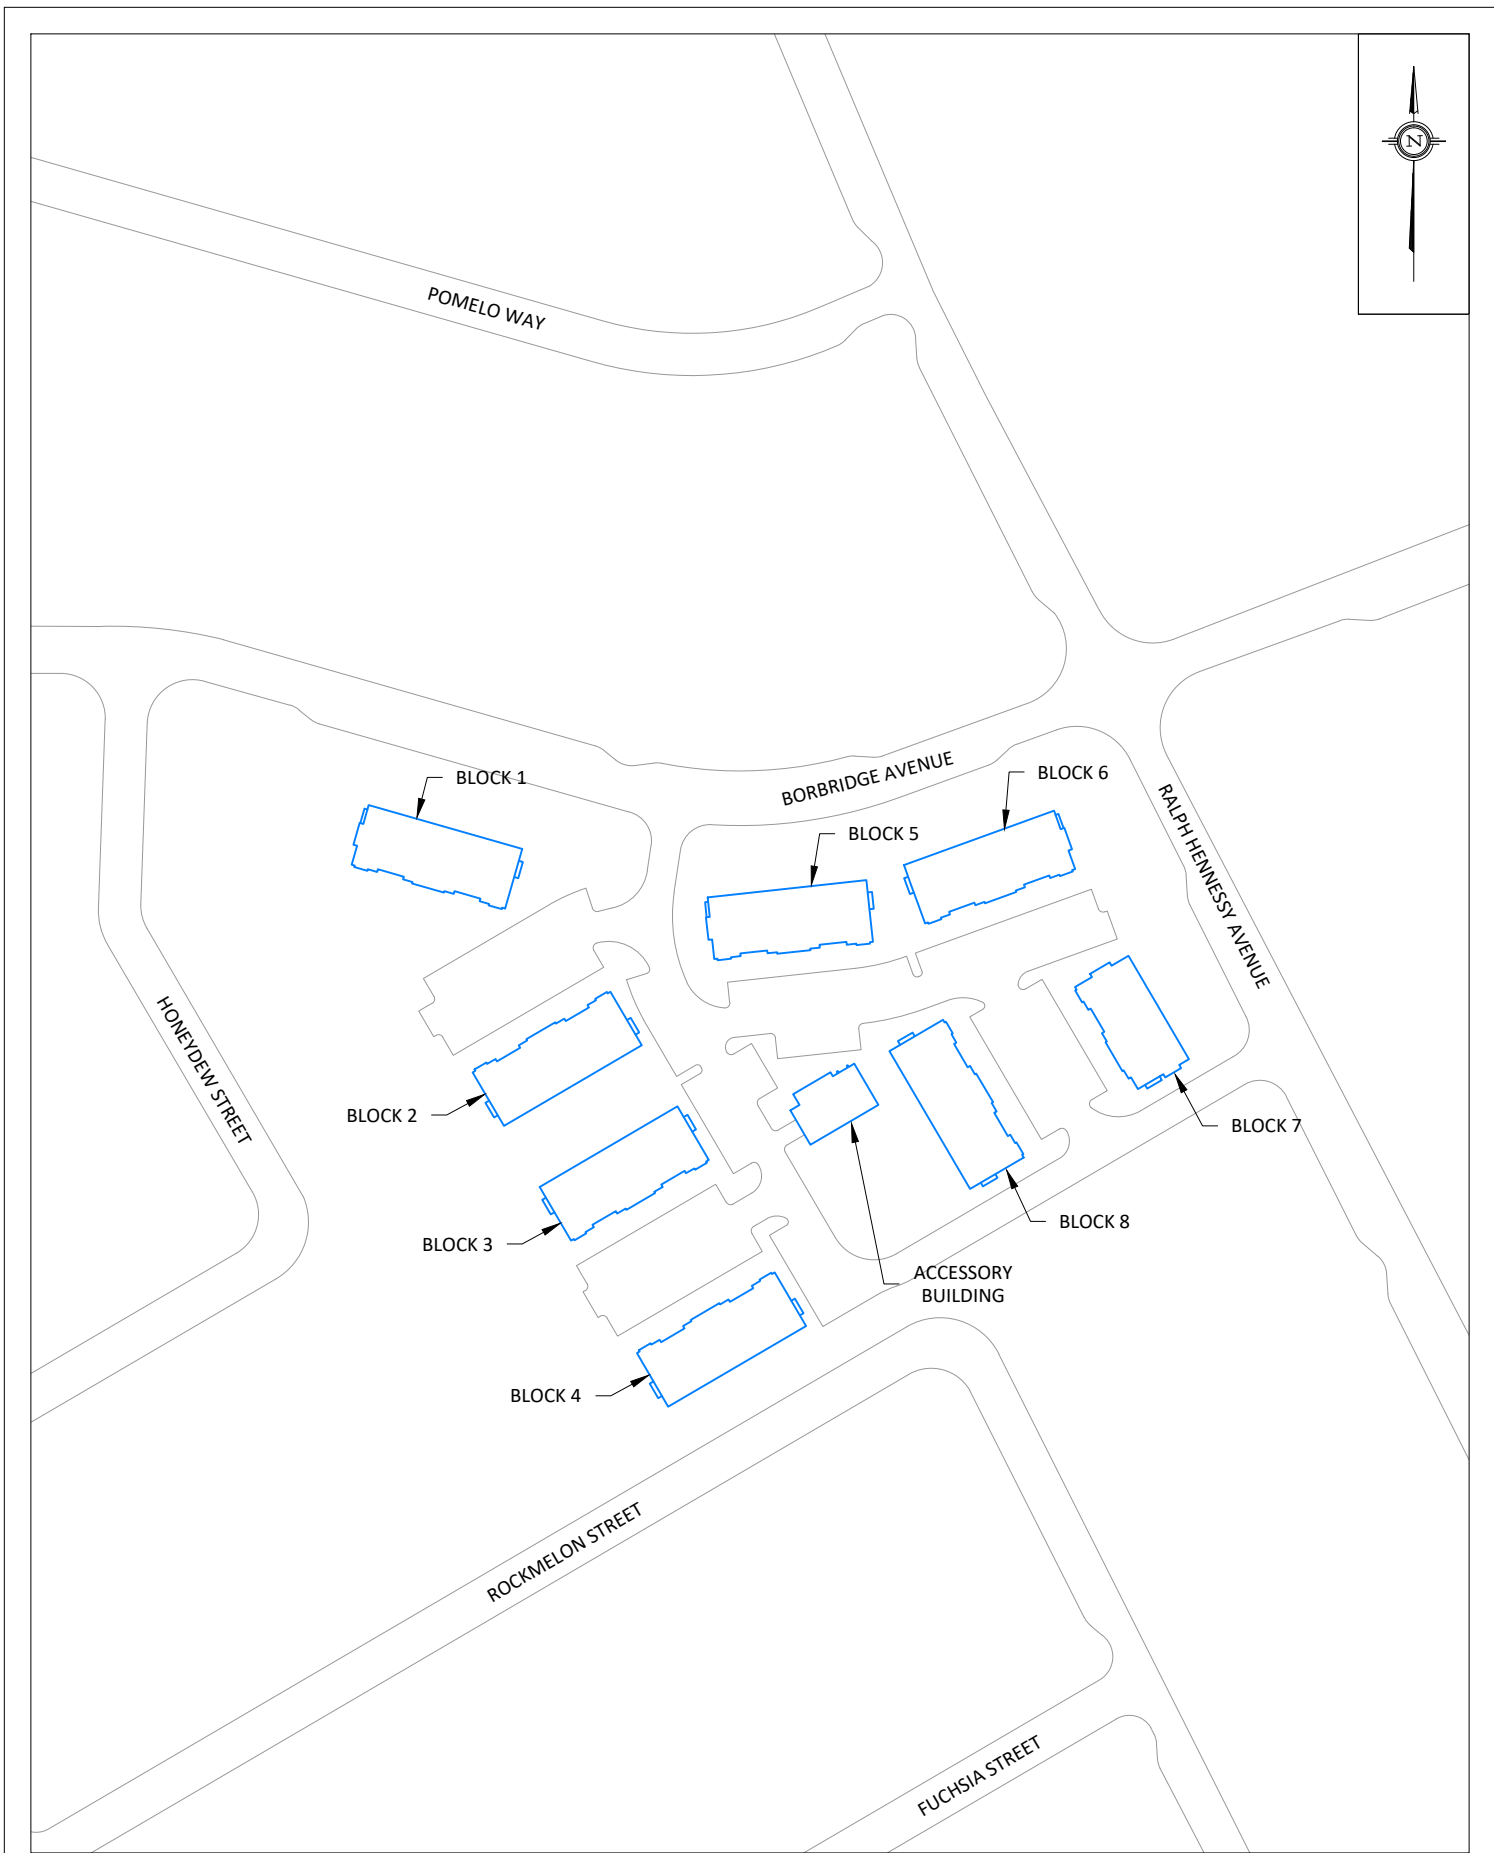 N
POMELO WAY
BORBRIDGE AVENUE
BLOCK 6
BLOCK 1
RALPH HENNESSY AVENUE
BLOCK 5
HONEYDEW STREET
BLOCK 2
BLOCK 7
BLOCK 8
BLOCK 3
ACCESSORY
BUILDING
BLOCK 4
ROCKMELON STREET
FUCHSIA STREET